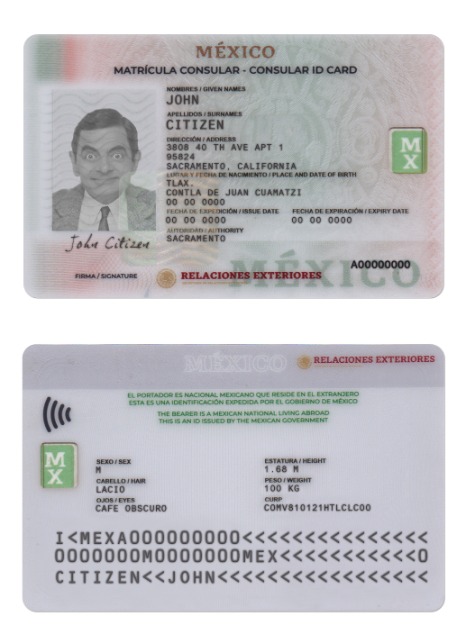 MÉXICO
MATRÍCULA CONSULAR - CONSULAR ID CARD
NOMBRES / GIVEN NAMES
JOHN
APELLIDOS / SURNAMES
CITIZEN
DIRECCIÓN / ADDRESS
3808 40 TH AVE APT 1
95824
SACRAMENTO, CALIFORNIA
LUGAR Y FECHA DE NACIMIENTO / PLACE AND DATE OF BIRTH
TLAX.
CONTLA DE JUAN CUAMATZI
00 00 0000
FECHA DE EXPEDICIÓN / ISSUE DATE FECHA DE EXPIRACIÓN / EXPIRY DATE
00 00 0000 00 00 0000
AUTORIDAD / AUTHORITY
SACRAMENTO
MX
John Citizen
FIRMA / SIGNATURE
RELACIONES EXTERIORES
MÉXICO
A00000000
MÉXICO
RELACIONES EXTERIORES
EL PORTADOR ES NACIONAL MEXICANO QUE RESIDE EN EL EXTRANJERO
ESTA ES UNA IDENTIFICACIÓN EXPEDIDA POR EL GOBIERNO DE MÉXICO
THE BEARER IS A MEXICAN NATIONAL LIVING ABROAD
THIS IS AN ID ISSUED BY THE MEXICAN GOVERNMENT
MX
SEXO / SEX ESTATURA / HEIGHT
M 1.68 M
CABELLO / HAIR PESO / WEIGHT
LACIO 100 KG
OJOS / EYES CURP
CAFE OBSCURO COMV810121HTLCLC00
I<MEXA0000000000<<<<<<<<<<<<<<
0000000M0000000MEX<<<<<<<<<<<0
CITIZEN<<JOHN<<<<<<<<<<<<<<<<<